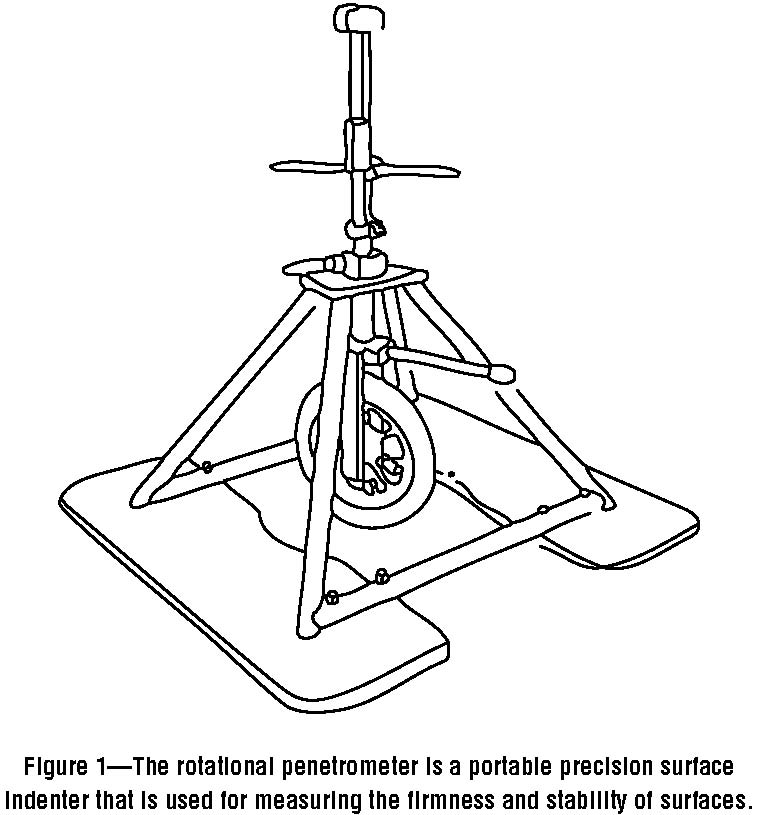 Figure 1—The rotational penetrometer is a portable precision surface
indenter that is used for measuring the firmness and stability of surfaces.